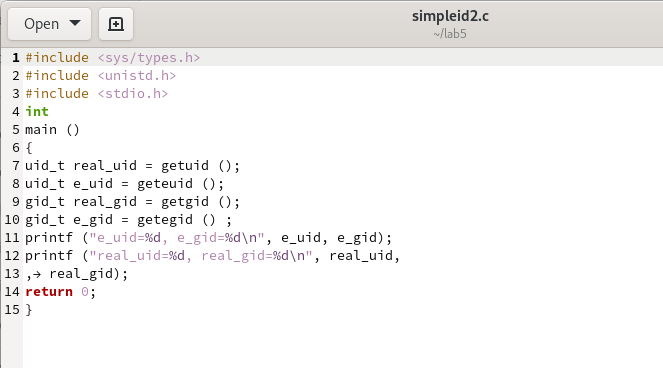 Open
simpleid2.c
~/lab5
1 #include <sys/types.h>
2 #include <unistd.h>
3 #include <stdio.h>
4 int
5 main ()
6 {
7 uid_t real_uid = getuid ();
8 uid_t e_uid = geteuid ();
9 gid_t real_gid = getgid ();
10 gid_t e_gid = getegid () ;
11 printf ("e_uid=%d, e_gid=%d\n", e_uid, e_gid);
12 printf ("real_uid=%d, real_gid=%d\n", real_uid,
13 ,→ real_gid);
14 return 0;
15 }